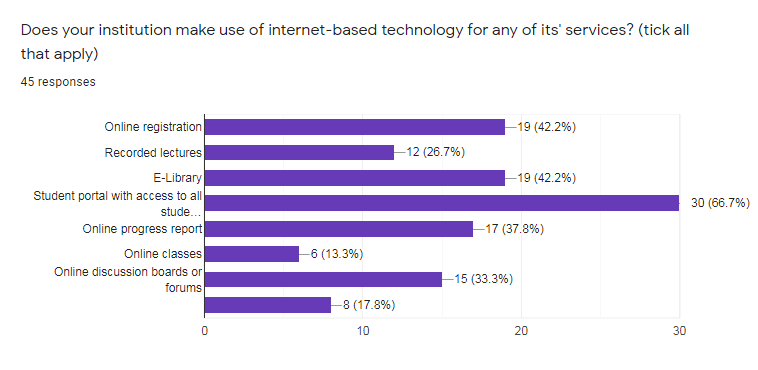 Does your institution make use of internet-based technology for any of its' services? (tick all
that apply)
45 responses
Online registration 19 (42.2%)
Recorded lectures 12 (26.7%)
E-Library 19 (42.2%)
Student portal with access to all
stude... 30 (66.7%)
Online progress report 17 (37.8%)
Online classes 6 (13.3%)
Online discussion boards or
forums 15 (33.3%)
8 (17.8%)
0 10 20 30